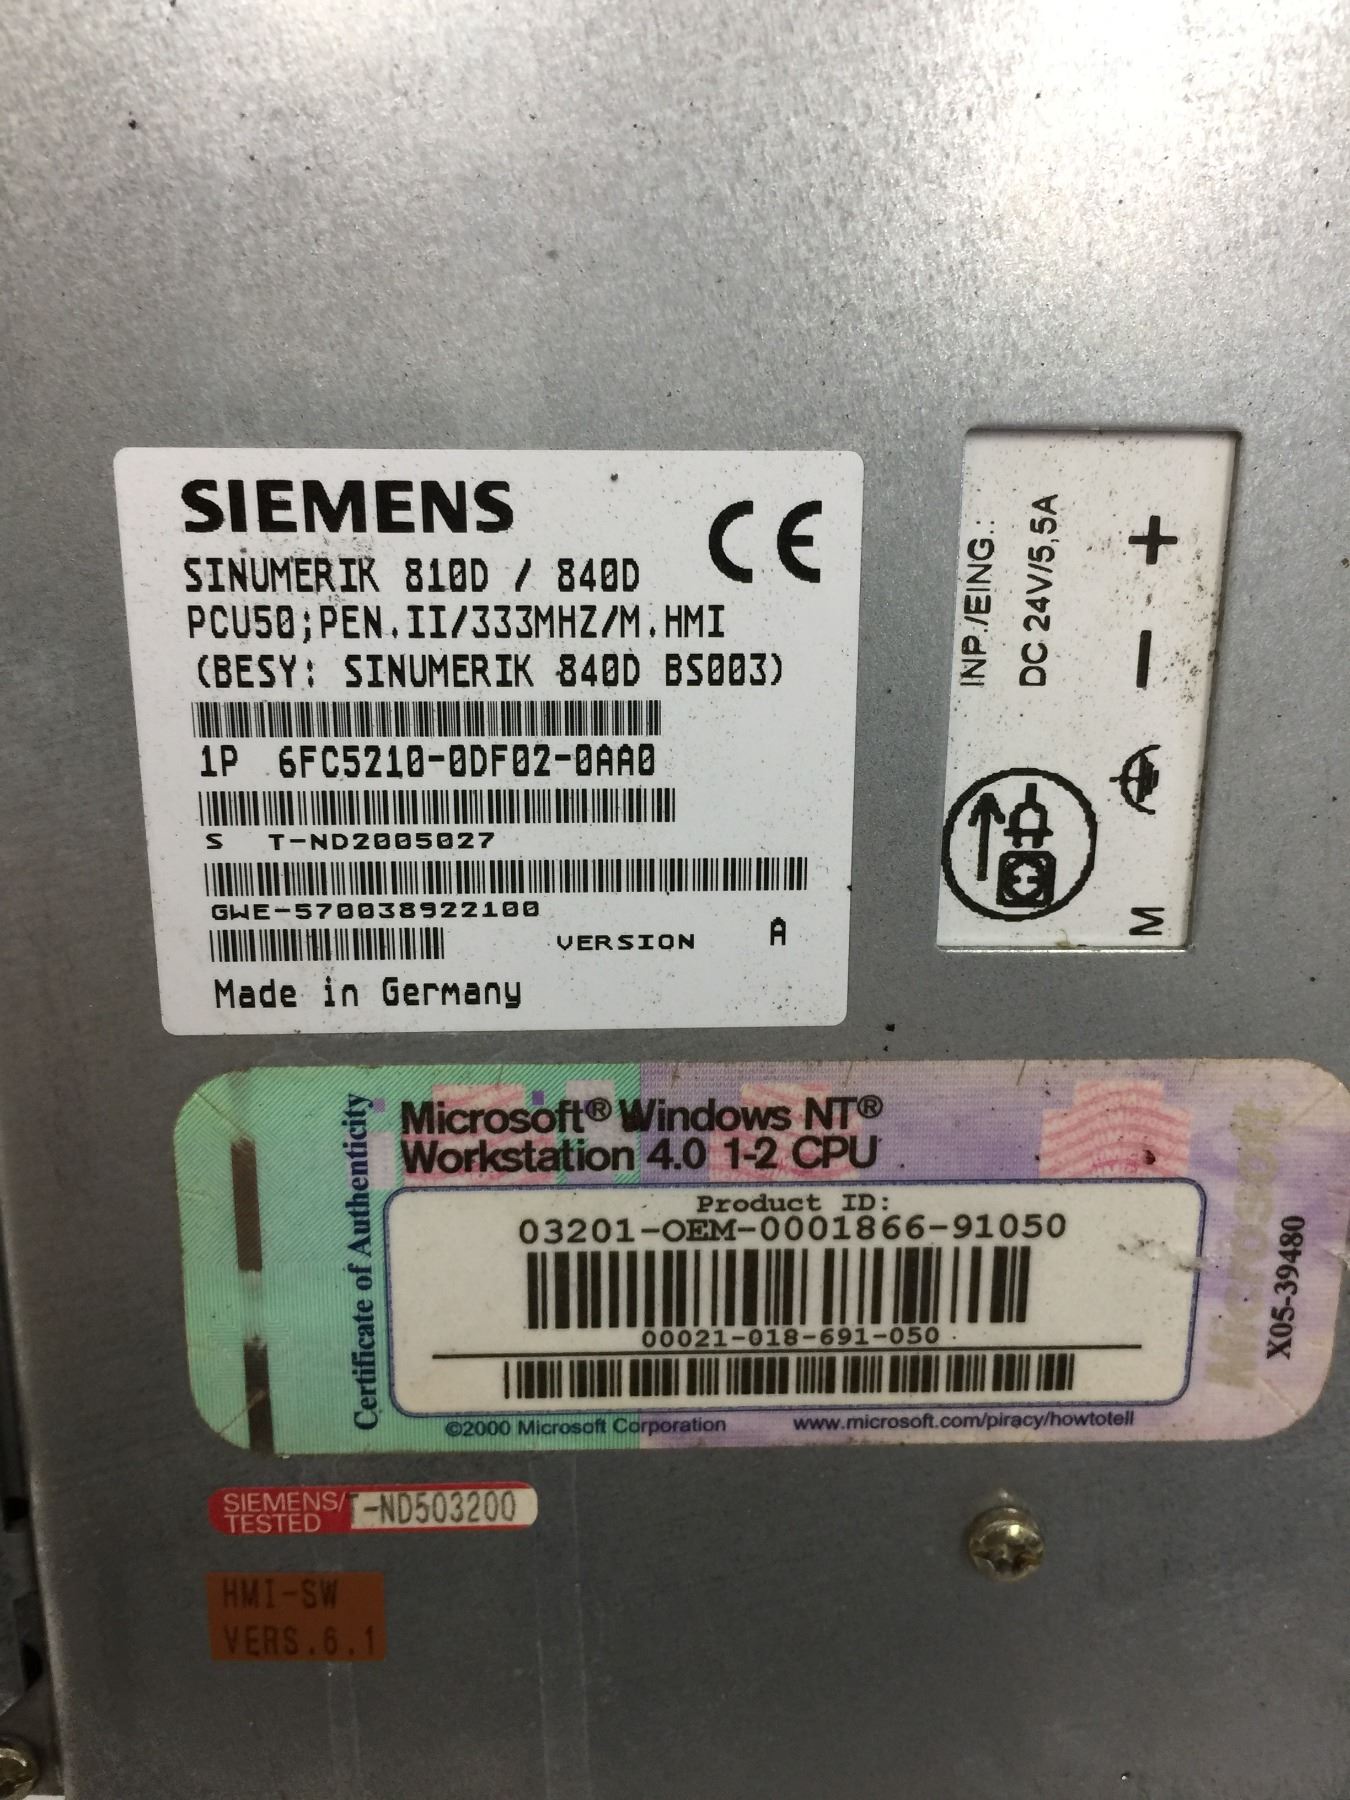 SIEMENS
CE
SINUMERIK 810D / 840D
PCU50;PEN.II/333MHZ/M.HMI
(BESY: SINUMERIK 840D BS003)
1P 6FC5210-0DF02-0AA0
S T-ND2005027
GWE-570038922100
VERSION A
Made in Germany
INP./EING.:
DC 24V/5,5A
M - +
Certificate of Authenticity
Microsoft® Windows NT®
Workstation 4.0 1-2 CPU
Product ID:
03201-OEM-0001866-91050
00021-018-691-050
©2000 Microsoft Corporation www.microsoft.com/piracy/howtotell
Microsoft
X05-39480
SIEMENS/
TESTED
T-ND503200
HMI-SW
VERS.6.1